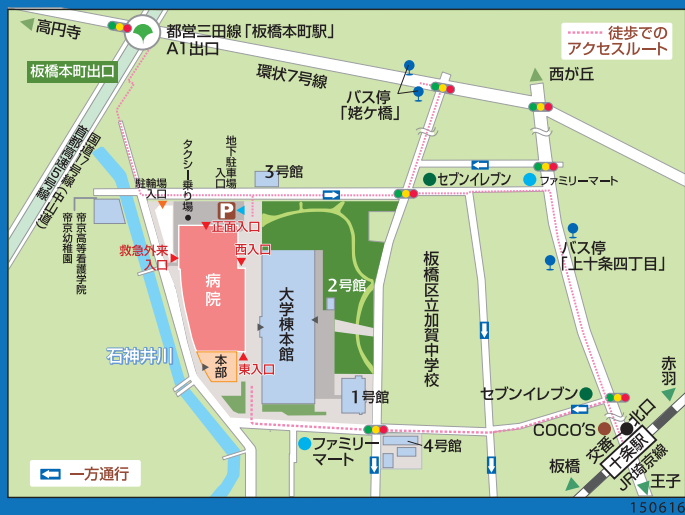 高円寺
都営三田線「板橋本町駅」
A1出口
徒歩での
アクセスルート
板橋本町出口
環状7号線
西が丘
バス停
「姥ケ橋」
国道17号線(中山道)
首都高速5号線
タクシー乗り場
地下駐車場
入口
3号館
セブンイレブン
ファミリーマート
駐輪場
入口
P
正面入口
帝京高等看護学院
帝京幼稚園
救急外来
入口
西入口
バス停
「上十条四丁目」
病院
2号館
大学棟本館
板橋区立加賀中学校
石神井川
本部
東入口
赤羽
1号館
セブンイレブン
北口
COCO'S
交番
ファミリー
マート
4号館
十条駅
JR埼京線
板橋
王子
一方通行
150616